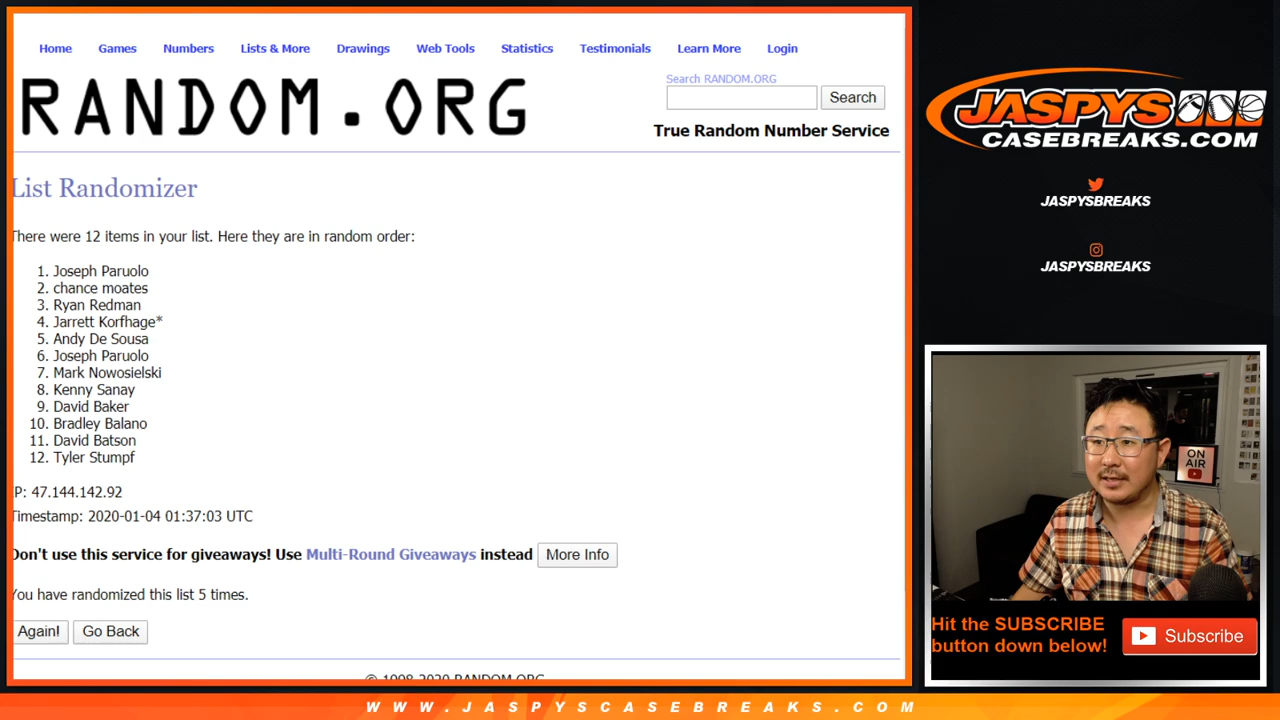 Home Games Numbers Lists & More Drawings Web Tools Statistics Testimonials Learn More Login
RANDOM.ORG
Search RANDOM.ORG
Search
True Random Number Service
List Randomizer
There were 12 items in your list. Here they are in random order:
1. Joseph Paruolo
2. chance moates
3. Ryan Redman
4. Jarrett Korfhage*
5. Andy De Sousa
6. Joseph Paruolo
7. Mark Nowosielski
8. Kenny Sanay
9. David Baker
10. Bradley Balano
11. David Batson
12. Tyler Stumpf
IP: 47.144.142.92
Timestamp: 2020-01-04 01:37:03 UTC
Don't use this service for giveaways! Use Multi-Round Giveaways instead More Info
You have randomized this list 5 times.
Again! Go Back
© 1998-2020 RANDOM.ORG
JASPYS
CASEBREAKS.COM
JASPYSBREAKS
JASPYSBREAKS
ON
AIR
Hit the SUBSCRIBE
button down below!
Subscribe
WWW.JASPYSCASEBREAKS.COM